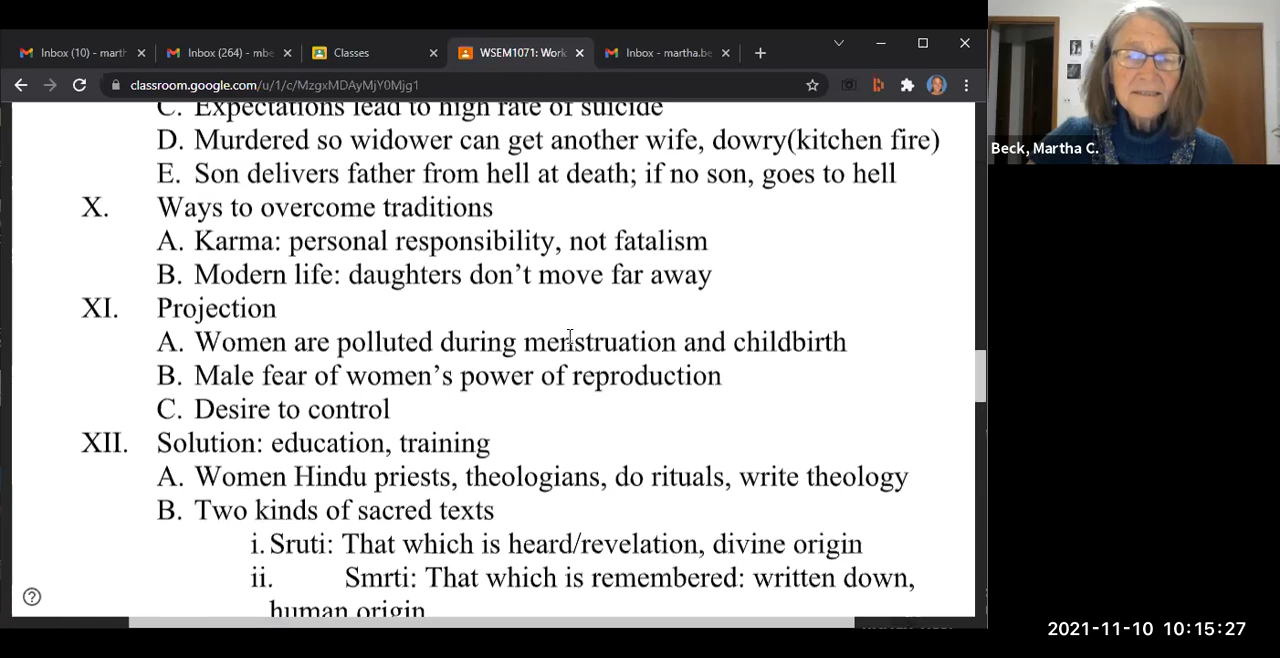 Inbox (10) - mart
Inbox (264) - mbe
Classes
WSEM1071: Work
Inbox - martha.be
classroom.google.com/u/1/c/MzgxMDAyMjY0Mjg1
C. Expectations lead to high rate of suicide
D. Murdered so widower can get another wife, dowry(kitchen fire)
E. Son delivers father from hell at death; if no son, goes to hell
X. Ways to overcome traditions
A. Karma: personal responsibility, not fatalism
B. Modern life: daughters don't move far away
XI. Projection
A. Women are polluted during menstruation and childbirth
B. Male fear of women's power of reproduction
C. Desire to control
XII. Solution: education, training
A. Women Hindu priests, theologians, do rituals, write theology
B. Two kinds of sacred texts
i. Sruti: That which is heard/revelation, divine origin
ii. Smrti: That which is remembered: written down,
human origin
Beck, Martha C.
2021-11-10 10:15:27